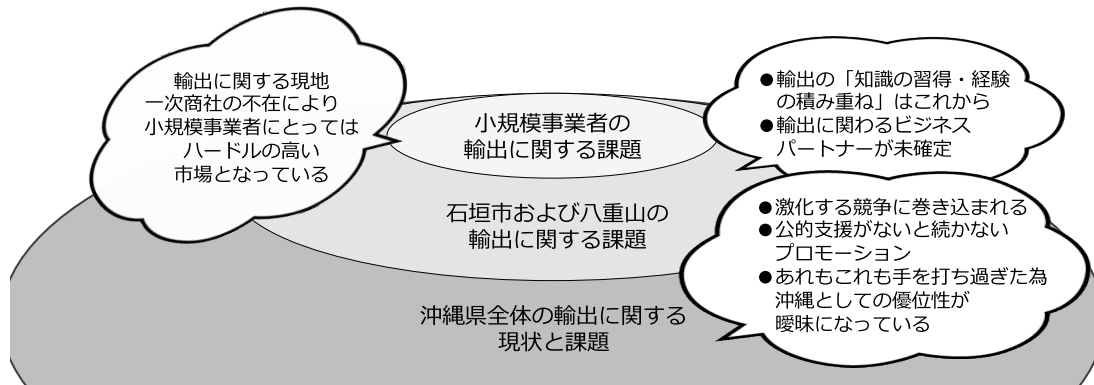 輸出に関する現地
一次商社の不在により
小規模事業者にとっては
ハードルの高い
市場となっている
小規模事業者の
輸出に関する課題
●輸出の「知識の習得・経験
の積み重ね」はこれから
●輸出に関わるビジネス
パートナーが未確定
石垣市および八重山の
輸出に関する課題
●激化する競争に巻き込まれる
●公的支援がないと続かない
プロモーション
●あれもこれも手を打ち過ぎた為
沖縄としての優位性が
曖昧になっている
沖縄県全体の輸出に関する
現状と課題